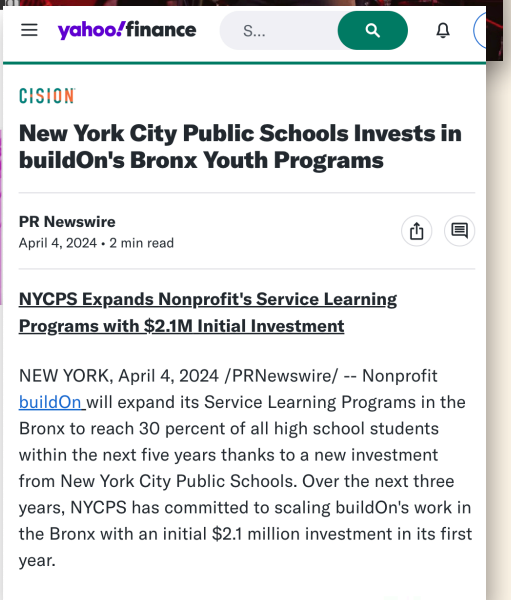 yahoo!finance S...
CISION
New York City Public Schools Invests in
buildOn's Bronx Youth Programs
PR Newswire
April 4, 2024 • 2 min read
NYCPS Expands Nonprofit's Service Learning
Programs with $2.1M Initial Investment
NEW YORK, April 4, 2024 /PRNewswire/ -- Nonprofit
buildOn will expand its Service Learning Programs in the
Bronx to reach 30 percent of all high school students
within the next five years thanks to a new investment
from New York City Public Schools. Over the next three
years, NYCPS has committed to scaling buildOn's work in
the Bronx with an initial $2.1 million investment in its first
year.